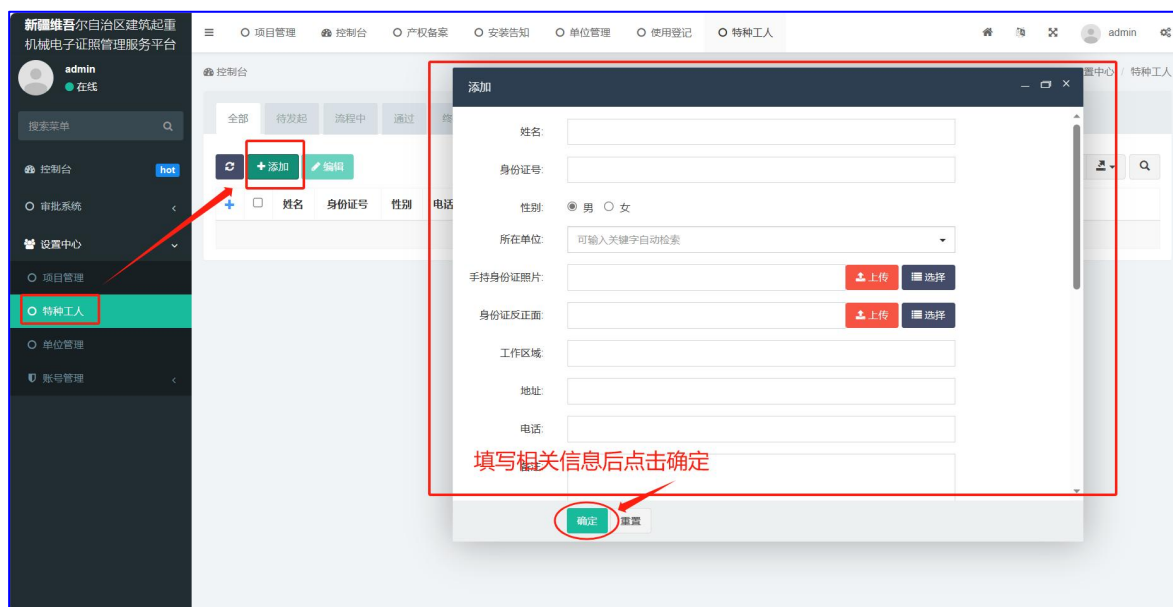 新疆维吾尔自治区建筑起重
机械电子证照管理服务平台
项目管理 控制台 产权备案 安装告知 单位管理 使用登记 特种工人 admin
admin
在线
搜索菜单
控制台 hot
审批系统
设置中心
项目管理
特种工人
单位管理
账号管理
控制台
置中心 / 特种工人
全部 待发起 流程中 通过
添加 编辑
姓名 身份证号 性别 电话
添加
姓名:
身份证号:
性别: 男 女
所在单位: 可输入关键字自动检索
手持身份证照片: 上传 选择
身份证反正面: 上传 选择
工作区域:
地址:
电话:
填写相关信息后点击确定
确定 重置